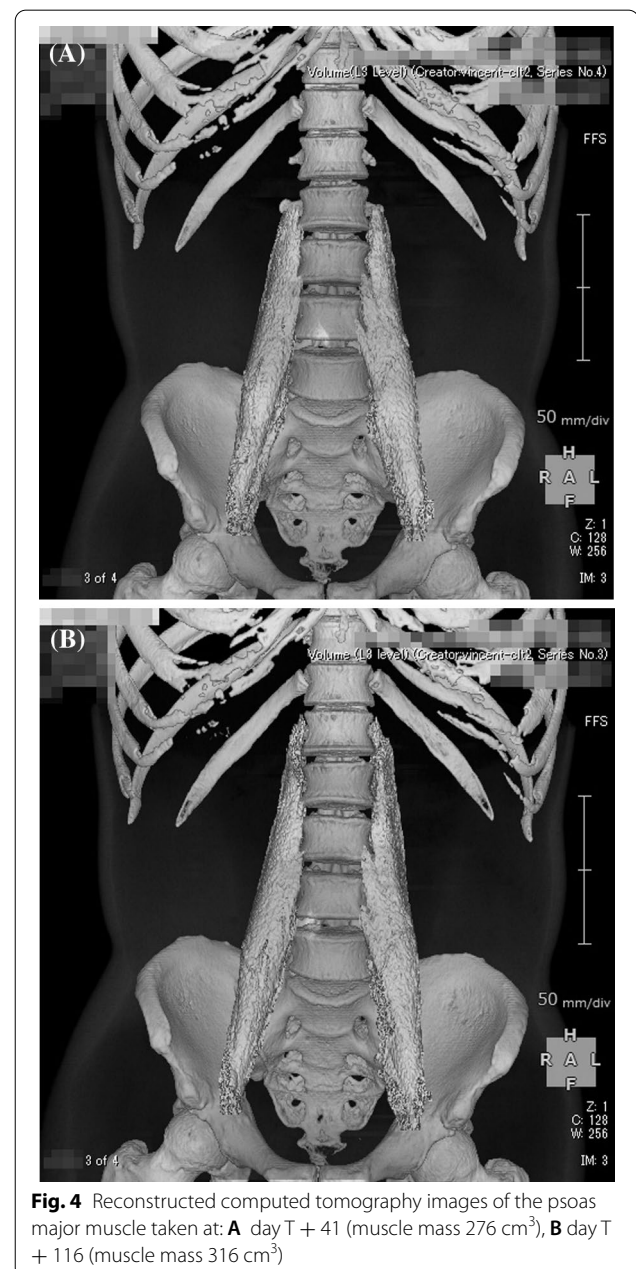 (A)
Volume(L3 Level) (Creator:vincent-clt2, Series No.4)
FFS
50 mm/div
H
R A L
F
Z: 1
C: 128
W: 256
3 of 4
IM: 3
(B)
Volume (L3 level) (Creator:vincent-clt2, Series No.3)
FFS
50 mm/div
H
R A L
F
Z: 1
C: 128
W: 256
3 of 4
IM: 3
Fig. 4 Reconstructed computed tomography images of the psoas
major muscle taken at: A day T + 41 (muscle mass 276 cm³), B day T
+ 116 (muscle mass 316 cm³)